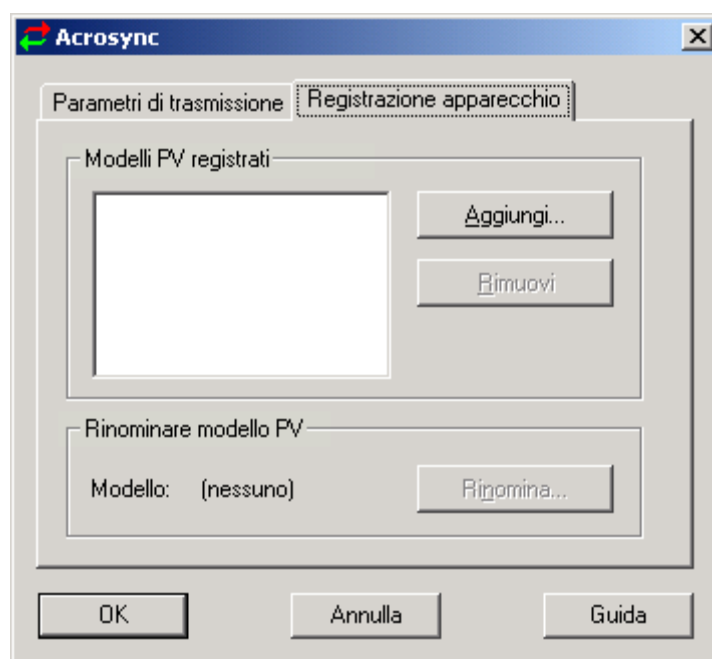 Acrosync
Parametri di trasmissione
Registrazione apparecchio
Modelli PV registrati
Aggiungi...
Rimuovi
Rinominare modello PV
Modello: (nessuno)
Rinomina...
OK
Annulla
Guida